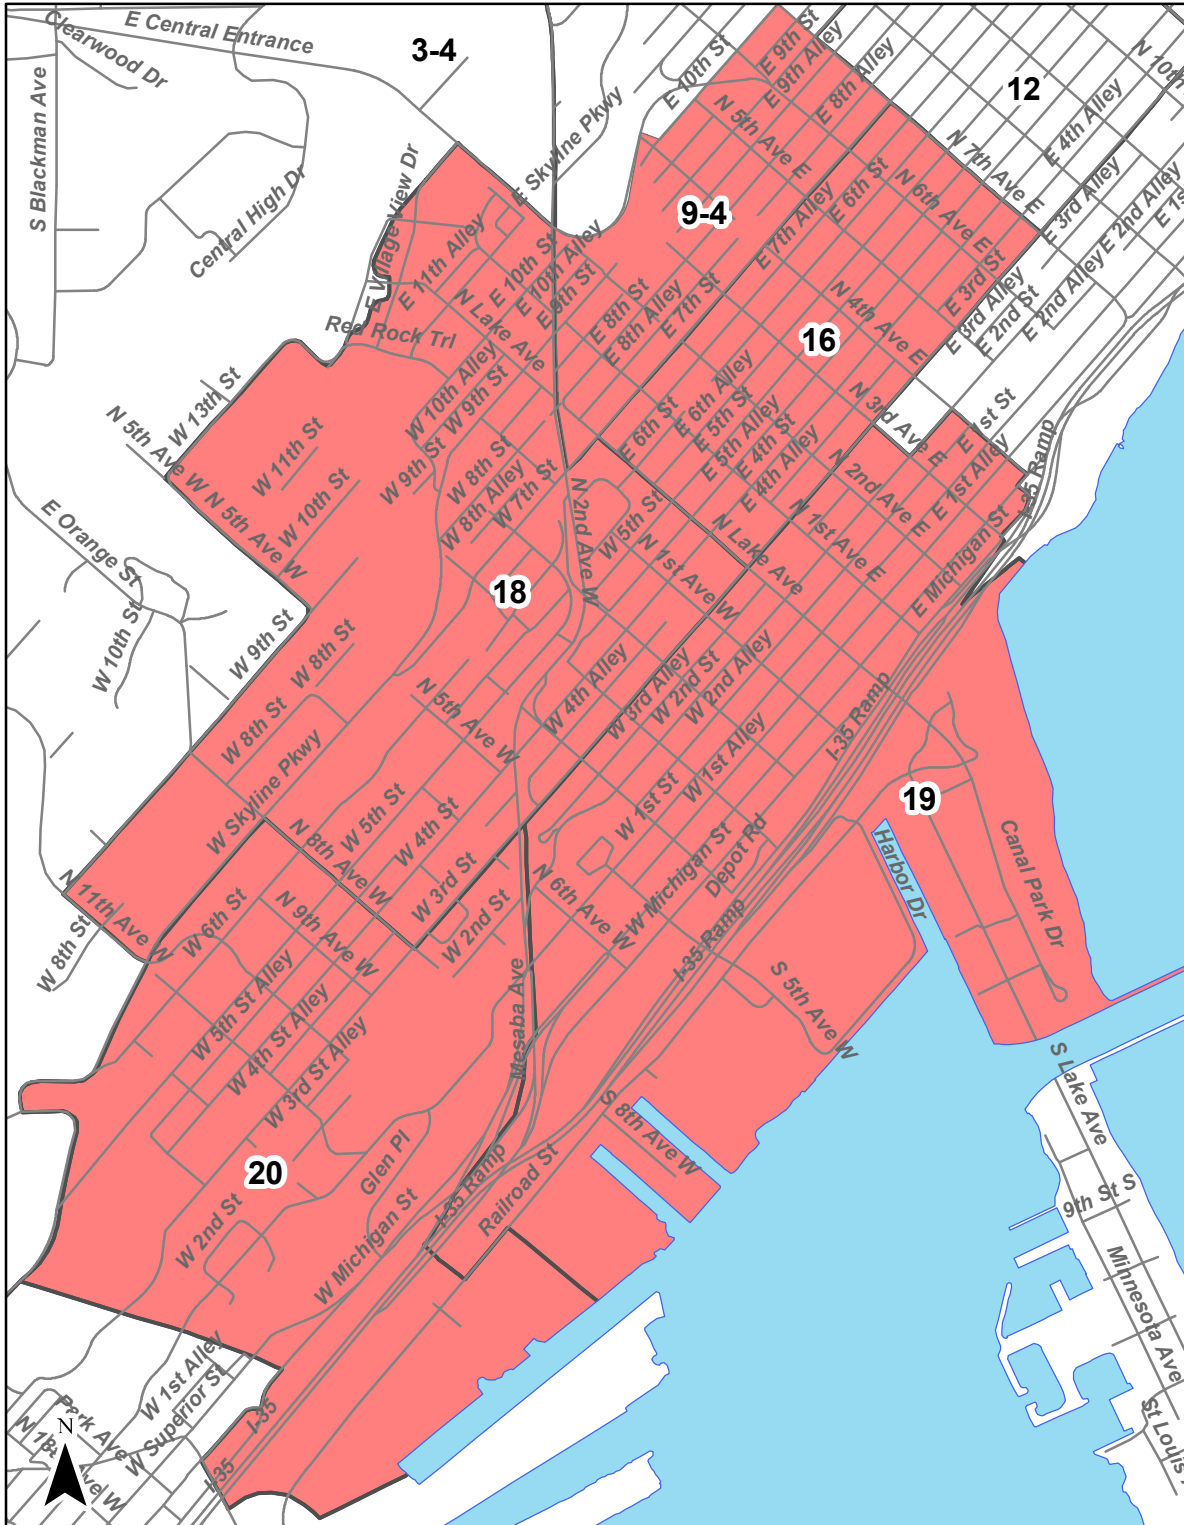 E Central Entrance
Clearwood Dr
3-4
S Blackman Ave
Central High Dr
E Village View Dr
E Skyline Pkwy
E 10th St
E 9th St
E 9th Alley
E 8th Alley
N 5th Ave E
12
N 10th
E 4th Alley
N 7th Ave E
E 3rd Alley
E 2nd Alley
E 1s
9-4
E 7th Alley
E 6th St
N 6th Ave E
E 11th Alley
E 10th St
E 10th Alley
E 9th St
N Lake Ave
Red Rock Trl
E 8th St
E 8th Alley
E 7th St
N 4th Ave E
E 3rd St
E 3rd Alley
E 2nd St
E 2nd Alley
16
W 13th St
N 5th Ave W
N 5th Ave W
W 11th St
W 10th St
W 10th Alley
W 9th St
W 9th St
W 8th St
W 8th Alley
W 7th St
E 6th St
E 6th Alley
E 5th St
E 5th Alley
E 4th St
E 4th Alley
N 3rd Ave E
N 2nd Ave E
E 1st St
E 1st Alley
I-35 Ramp
N 2nd Ave W
W 5th St
N 1st Ave W
N Lake Ave
N 1st Ave E
E Michigan St
E Orange St
W 10th St
W 9th St
W 8th St
18
W 8th St
W Skyline Pkwy
N 5th Ave W
W 4th Alley
W 3rd Alley
W 2nd St
W 2nd Alley
W 1st Alley
W 1st St
I-35 Ramp
19
Harbor Dr
Canal Park Dr
W 5th St
N 8th Ave W
W 4th St
W 3rd St
W 2nd St
N 6th Ave W
W Michigan St
Depot Rd
I-35 Ramp
S 5th Ave W
N 11th Ave W
W 8th St
W 6th St
N 9th Ave W
W 5th St Alley
W 4th St Alley
W 3rd St Alley
Mesaba Ave
S 8th Ave W
S Lake Ave
9th St S
Minnesota Ave
St Louis
20
Glen Pl
W 2nd St
W Michigan St
I-35 Ramp
Railroad St
W 1st Alley
W Superior St
Park Ave
I-35
I-35
N